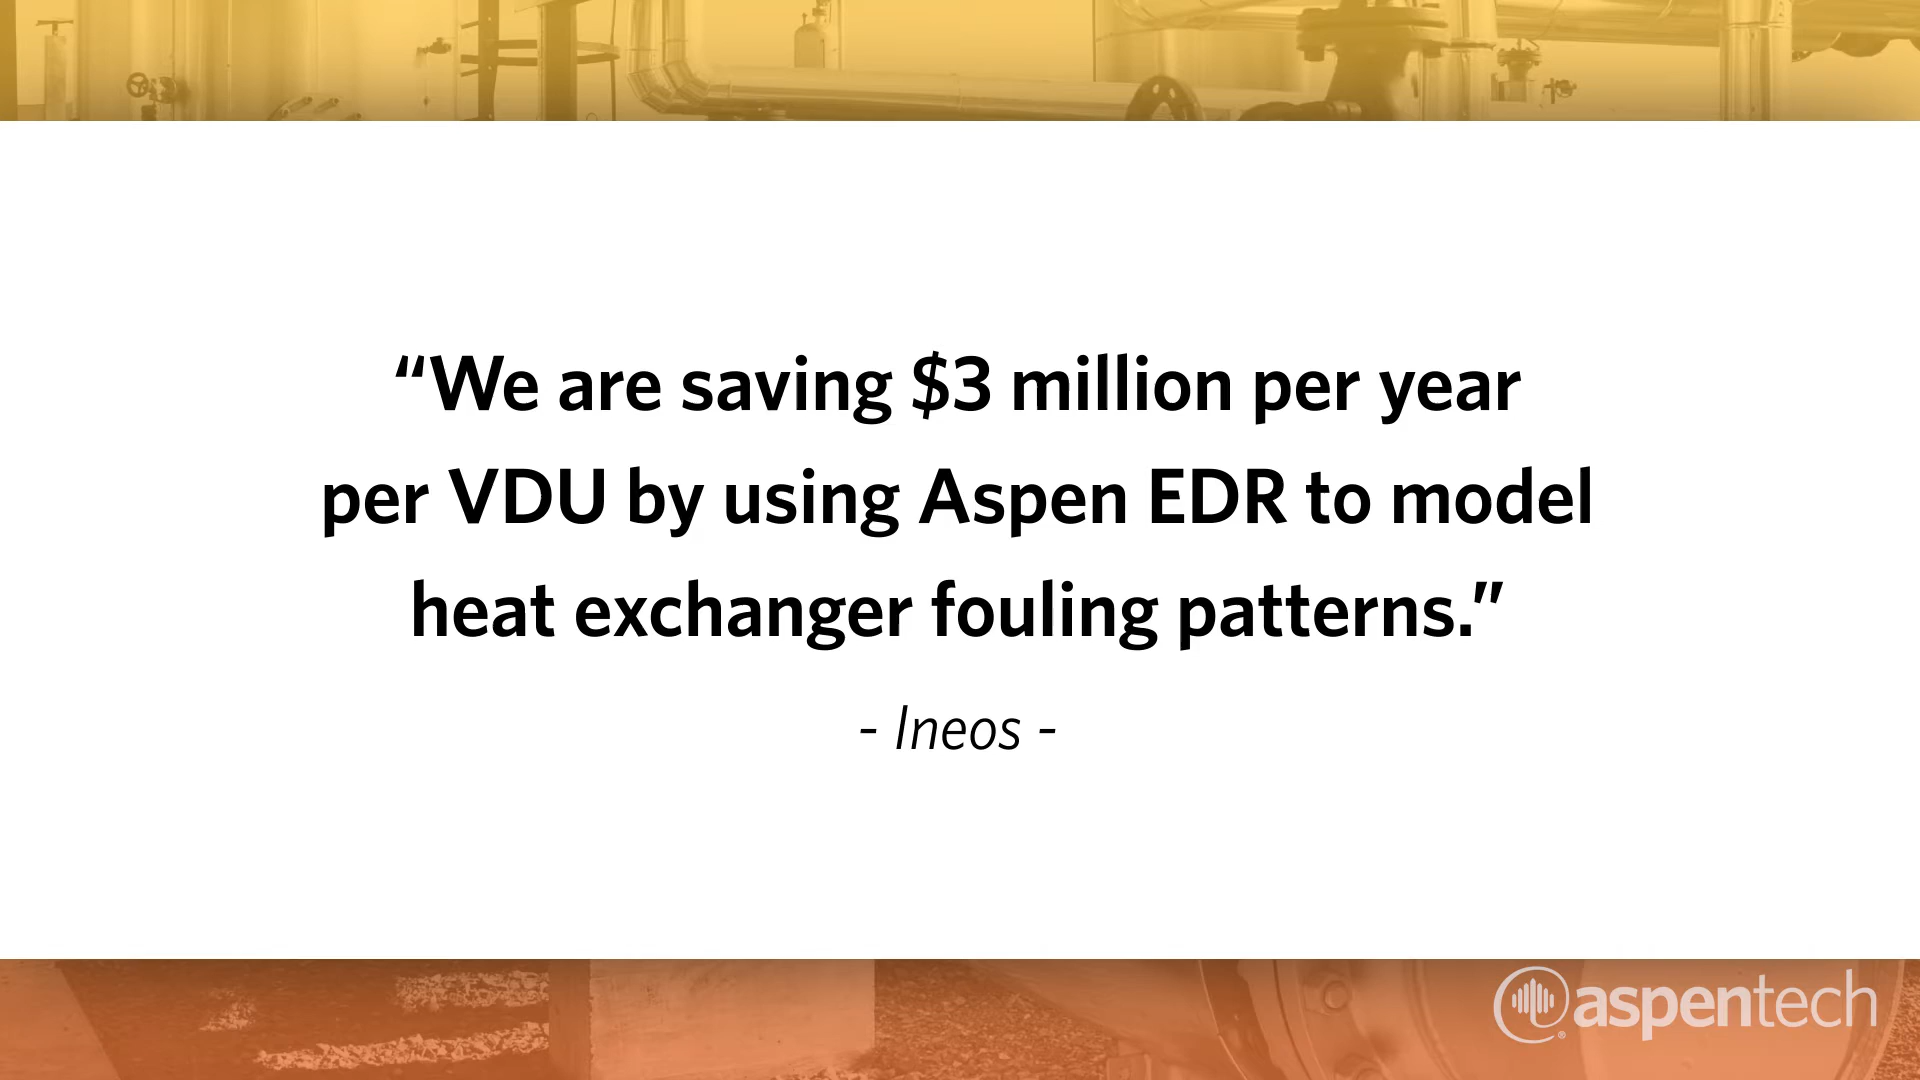 “We are saving $3 million per year
per VDU by using Aspen EDR to model
heat exchanger fouling patterns.”
- Ineos -
aspentech